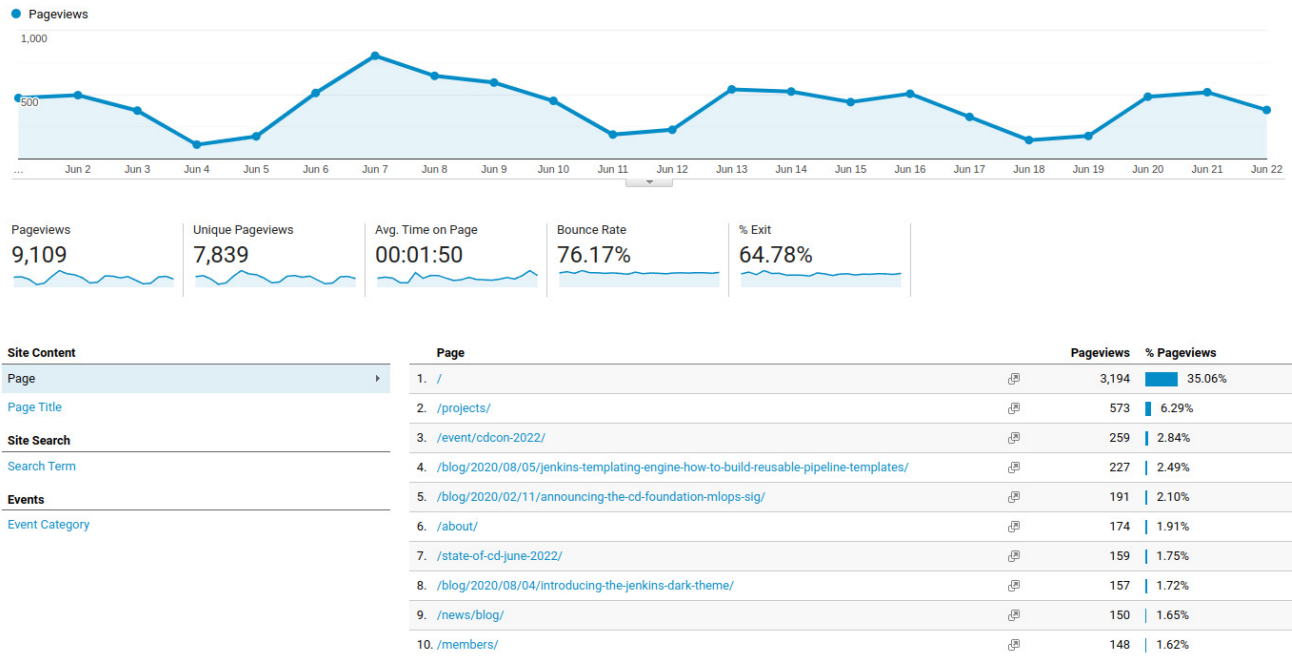 Pageviews
1,000
500
... Jun 2 Jun 3 Jun 4 Jun 5 Jun 6 Jun 7 Jun 8 Jun 9 Jun 10 Jun 11 Jun 12 Jun 13 Jun 14 Jun 15 Jun 16 Jun 17 Jun 18 Jun 19 Jun 20 Jun 21 Jun 22
Pageviews
9,109
Unique Pageviews
7,839
Avg. Time on Page
00:01:50
Bounce Rate
76.17%
% Exit
64.78%
Site Content
Page
Page Title
Site Search
Search Term
Events
Event Category
Page Pageviews % Pageviews
1. / 3,194 35.06%
2. /projects/ 573 6.29%
3. /event/cdcon-2022/ 259 2.84%
4. /blog/2020/08/05/jenkins-templating-engine-how-to-build-reusable-pipeline-templates/ 227 2.49%
5. /blog/2020/02/11/announcing-the-cd-foundation-mlops-sig/ 191 2.10%
6. /about/ 174 1.91%
7. /state-of-cd-june-2022/ 159 1.75%
8. /blog/2020/08/04/introducing-the-jenkins-dark-theme/ 157 1.72%
9. /news/blog/ 150 1.65%
10. /members/ 148 1.62%